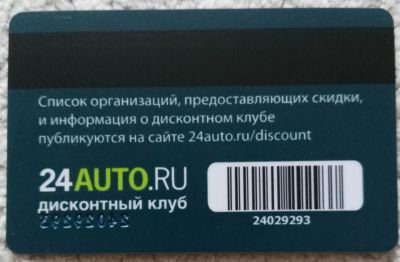 Список организаций, предоставляющих скидки,
и информация о дисконтном клубе
публикуются на сайте 24auto.ru/discount
24AUTO.RU
дисконтный клуб
24029293